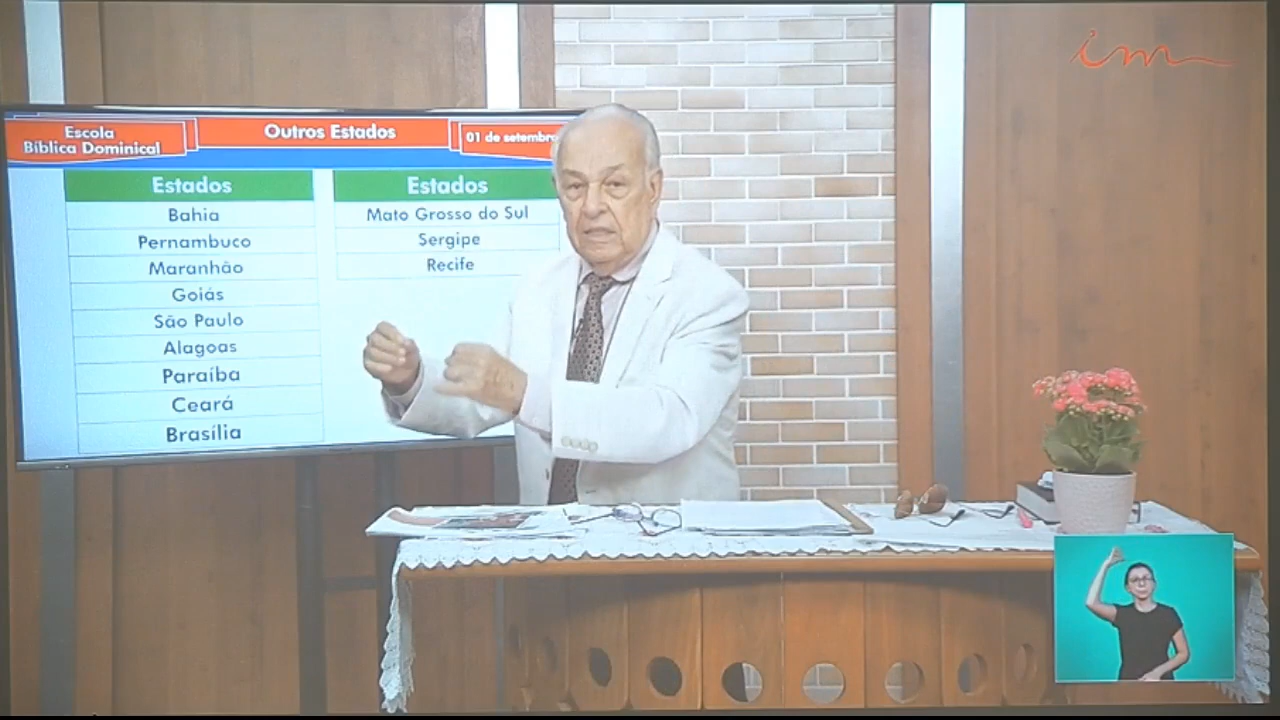 im
Escola
Bíblica Dominical
Outros Estados
01 de setembro
Estados
Bahia
Pernambuco
Maranhão
Goiás
São Paulo
Alagoas
Paraíba
Ceará
Brasília
Estados
Mato Grosso do Sul
Sergipe
Recife